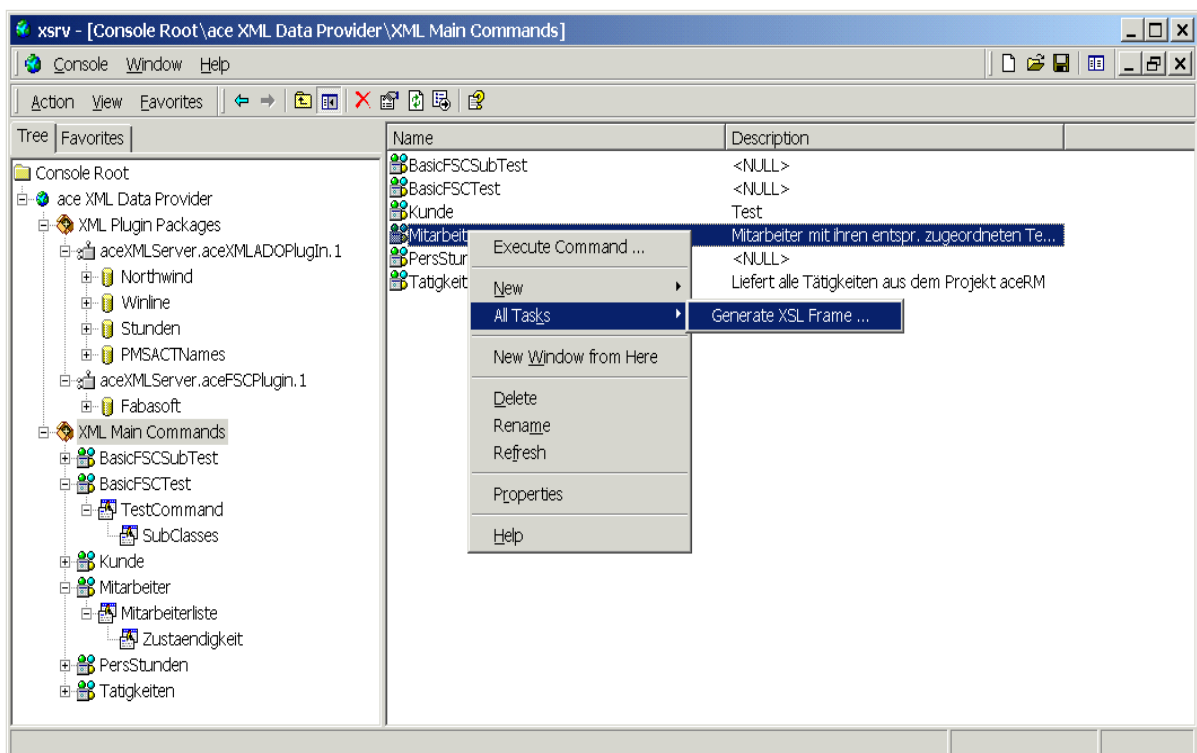 xsrv - [Console Root\ace XML Data Provider\XML Main Commands]
Console Window Help
Action View Favorites
Tree Favorites
Name Description
Console Root
ace XML Data Provider
XML Plugin Packages
aceXMLServer.aceXMLADOPlugIn.1
Northwind
Winline
Stunden
PMSACTNames
aceXMLServer.aceFSCPlugin.1
Fabasoft
XML Main Commands
BasicFSCSubTest
BasicFSCTest
TestCommand
SubClasses
Kunde
Mitarbeiter
Mitarbeiterliste
Zustaendigkeit
PersStunden
Tatigkeiten
BasicFSCSubTest <NULL>
BasicFSCTest <NULL>
Kunde Test
Mitarbeit Mitarbeiter mit ihren entspr. zugeordneten Te...
PersStur <NULL>
Tatigkeit Liefert alle Tätigkeiten aus dem Projekt aceRM
Execute Command ...
New
All Tasks
Generate XSL Frame ...
New Window from Here
Delete
Rename
Refresh
Properties
Help